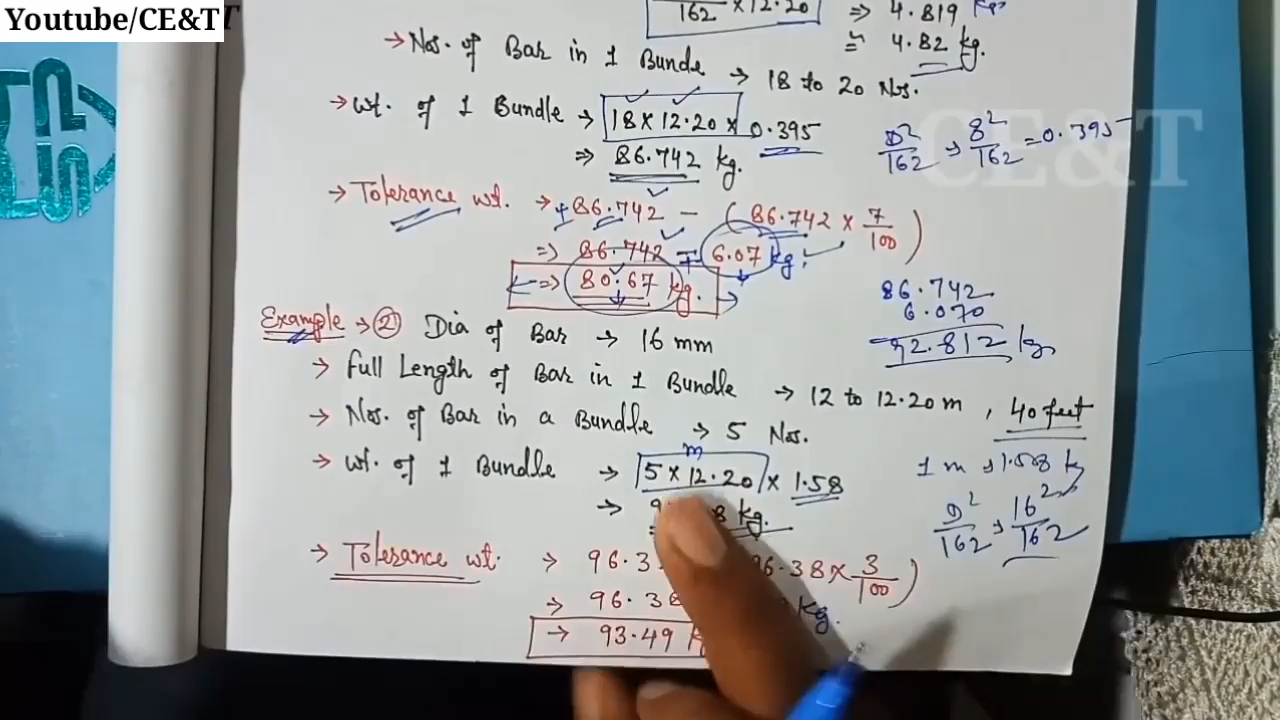 Youtube/CE&T
162 × 12.20 ⇒ 4.819 Kg.
≅ 4.82 kg.
→ Nos. of Bar in 1 Bunde → 18 to 20 Nos.
→ wt. of 1 Bundle → 18 × 12.20 × 0.395
⇒ 86.742 kg.
D²/162 → 8²/162 = 0.395
CE&T
→ Tolerance wt. → +86.742 - (86.742 × 7/100)
⇒ 86.742 ∓ 6.07 kg.
⇒ 80.67 kg.
86.742
6.070
92.812 kg
Example → ② Dia of Bar → 16 mm
→ Full Length of Bar in 1 Bundle → 12 to 12.20 m, 40 feet
→ Nos. of Bar in a Bundle → 5 Nos.
m
→ wt. of 1 Bundle → 5 × 12.20 × 1.58
1 m → 1.58 kg
→ 9 8 kg.
D²/162 → 16²/162
→ Tolerance wt. → 96.3 96.38 × 3/100)
→ 96.38 kg.
→ 93.49